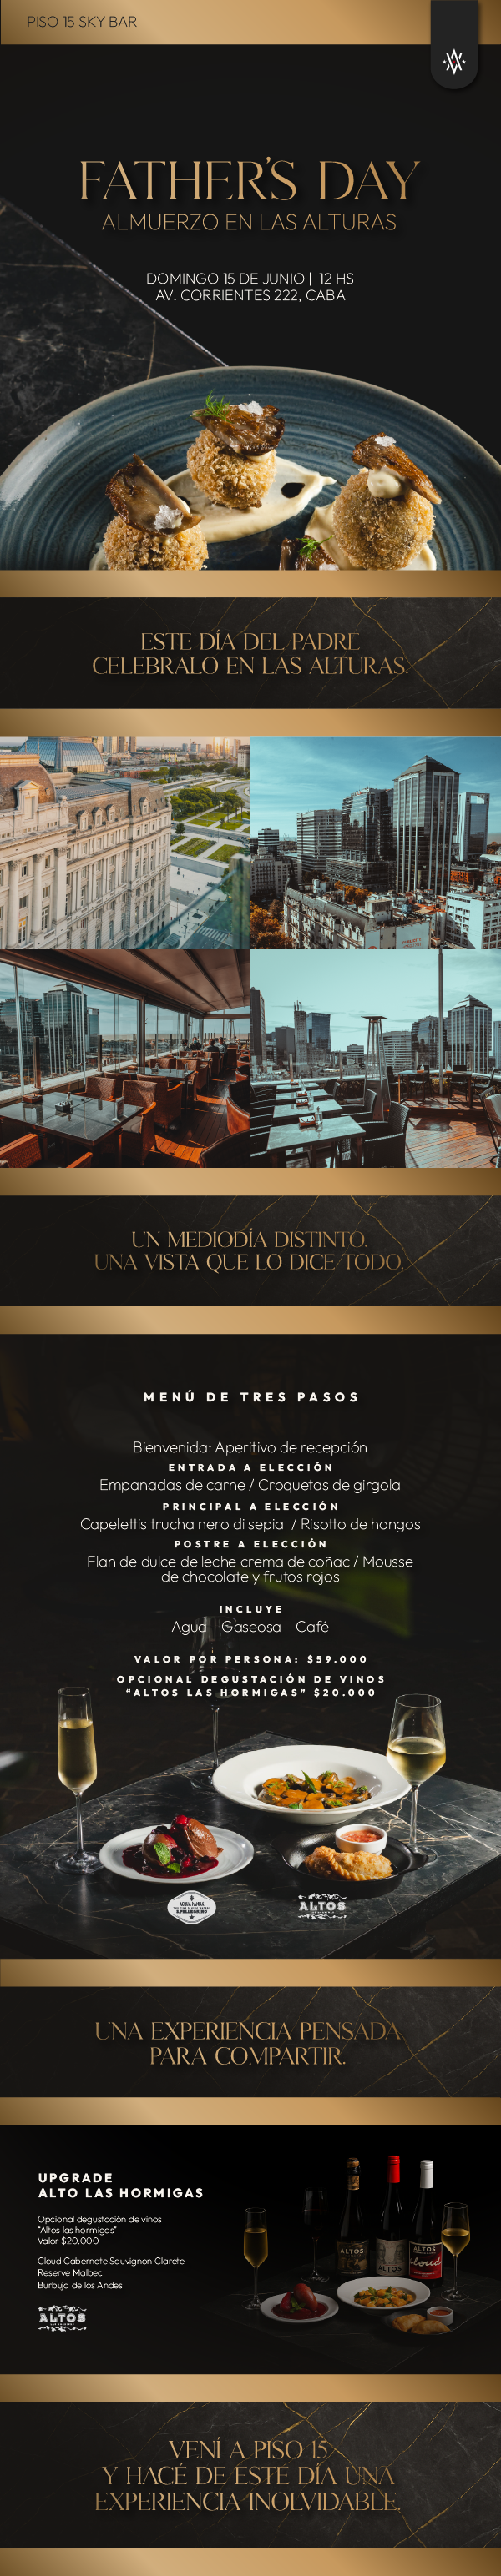 PISO 15 SKY BAR
FATHER'S DAY
ALMUERZO EN LAS ALTURAS
DOMINGO 15 DE JUNIO | 12 HS
AV. CORRIENTES 222, CABA
ESTE DÍA DEL PADRE
CELEBRALO EN LAS ALTURAS.
UN MEDIODÍA DISTINTO.
UNA VISTA QUE LO DICE TODO.
MENÚ DE TRES PASOS
Bienvenida: Aperitivo de recepción
ENTRADA A ELECCIÓN
Empanadas de carne / Croquetas de girgola
PRINCIPAL A ELECCIÓN
Capelettis trucha nero di sepia / Risotto de hongos
POSTRE A ELECCIÓN
Flan de dulce de leche crema de coñac / Mousse
de chocolate y frutos rojos
INCLUYE
Agua - Gaseosa - Café
VALOR POR PERSONA: $59.000
OPCIONAL DEGUSTACIÓN DE VINOS
"ALTOS LAS HORMIGAS" $20.000
ACQUA PANNA
S.PELLEGRINO
ALTOS
UNA EXPERIENCIA PENSADA
PARA COMPARTIR.
UPGRADE
ALTO LAS HORMIGAS
Opcional degustación de vinos
"Altos las hormigas"
Valor $20.000
Cloud Cabernete Sauvignon Clarete
Reserve Malbec
Burbuja de los Andes
ALTOS
ALTOS
ALTOS
ALTOS
cloud
VENÍ A PISO 15
Y HACÉ DE ESTE DÍA UNA
EXPERIENCIA INOLVIDABLE.